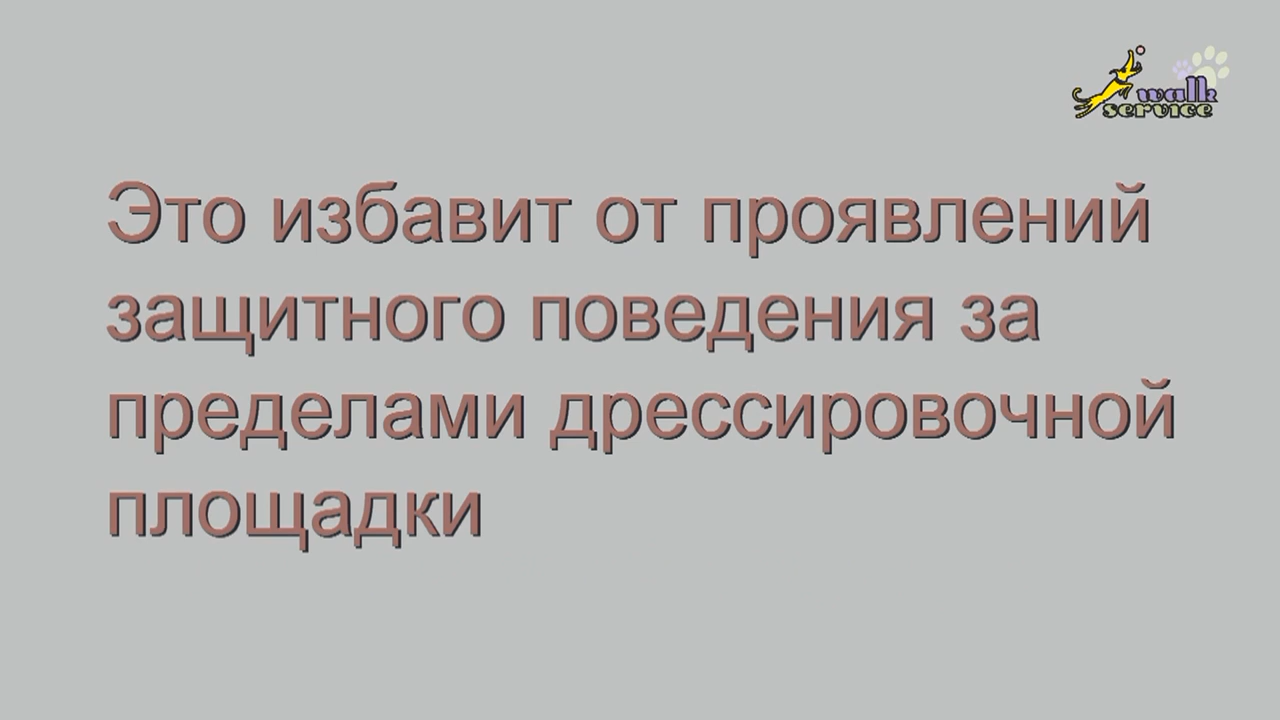 walk
service
Это избавит от проявлений
защитного поведения за
пределами дрессировочной
площадки